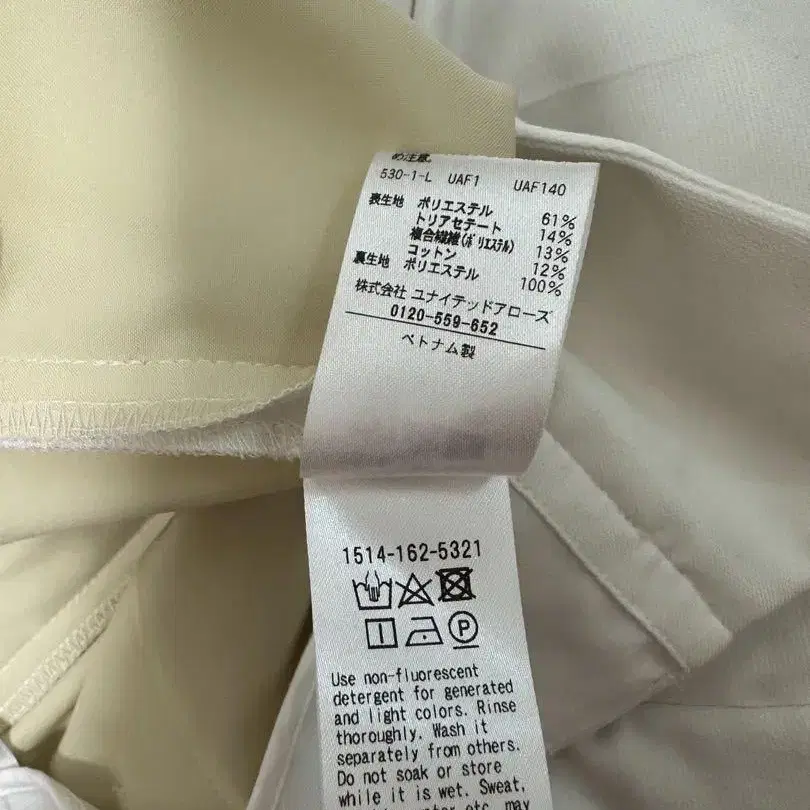 め注意。
530-1-L UAF1 UAF140
表生地 ポリエステル 61%
トリアセテート 14%
複合繊維(ポリエステル) 13%
コットン 12%
裏生地 ポリエステル 100%
株式会社 ユナイテッドアローズ
0120-559-652
ベトナム製
1514-162-5321
P
Use non-fluorescent
detergent for generated
and light colors. Rinse
thoroughly. Wash it
separately from others.
Do not soak or store
while it is wet. Sweat,
etc. may